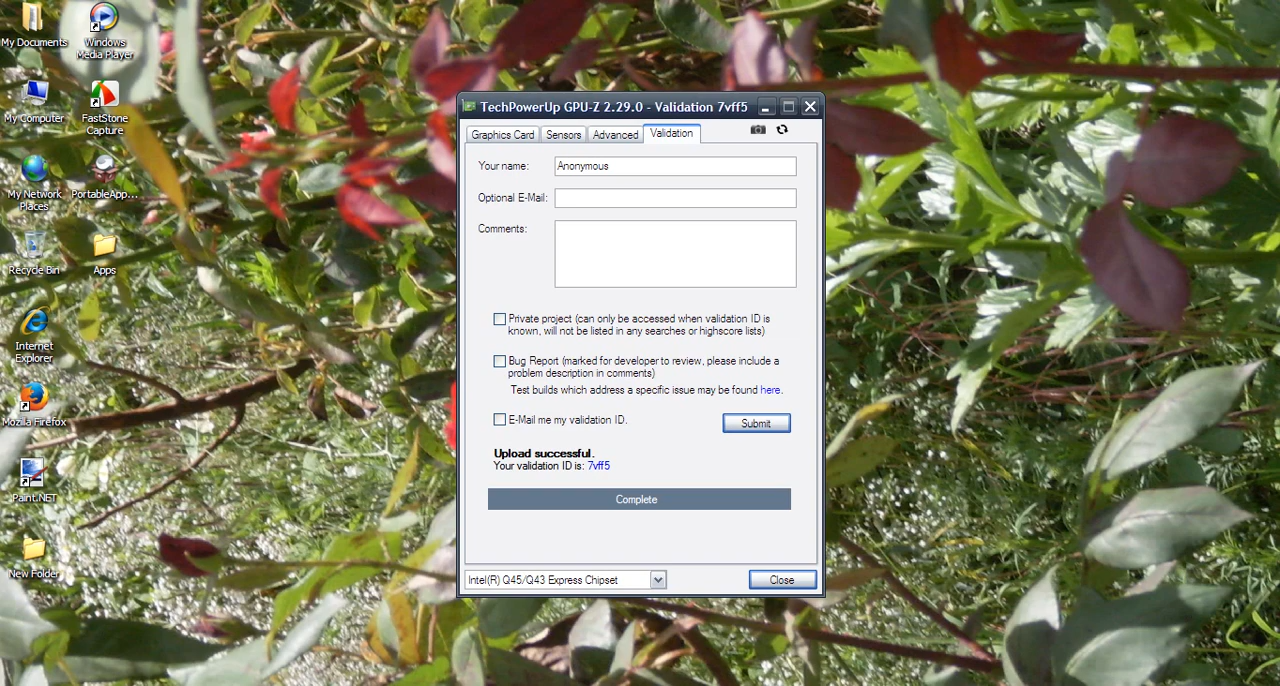 My Documents
Windows
Media Player
My Computer
FastStone
Capture
My Network
Places
PortableApp...
Recycle Bin
Apps
Internet
Explorer
Mozilla Firefox
Paint.NET
New Folder
TechPowerUp GPU-Z 2.29.0 - Validation 7vff5
Graphics Card
Sensors
Advanced
Validation
Your name:
Anonymous
Optional E-Mail:
Comments:
Private project (can only be accessed when validation ID is
known, will not be listed in any searches or highscore lists)
Bug Report (marked for developer to review, please include a
problem description in comments)
Test builds which address a specific issue may be found here.
E-Mail me my validation ID.
Submit
Upload successful.
Your validation ID is: 7vff5
Complete
Intel(R) Q45/Q43 Express Chipset
Close